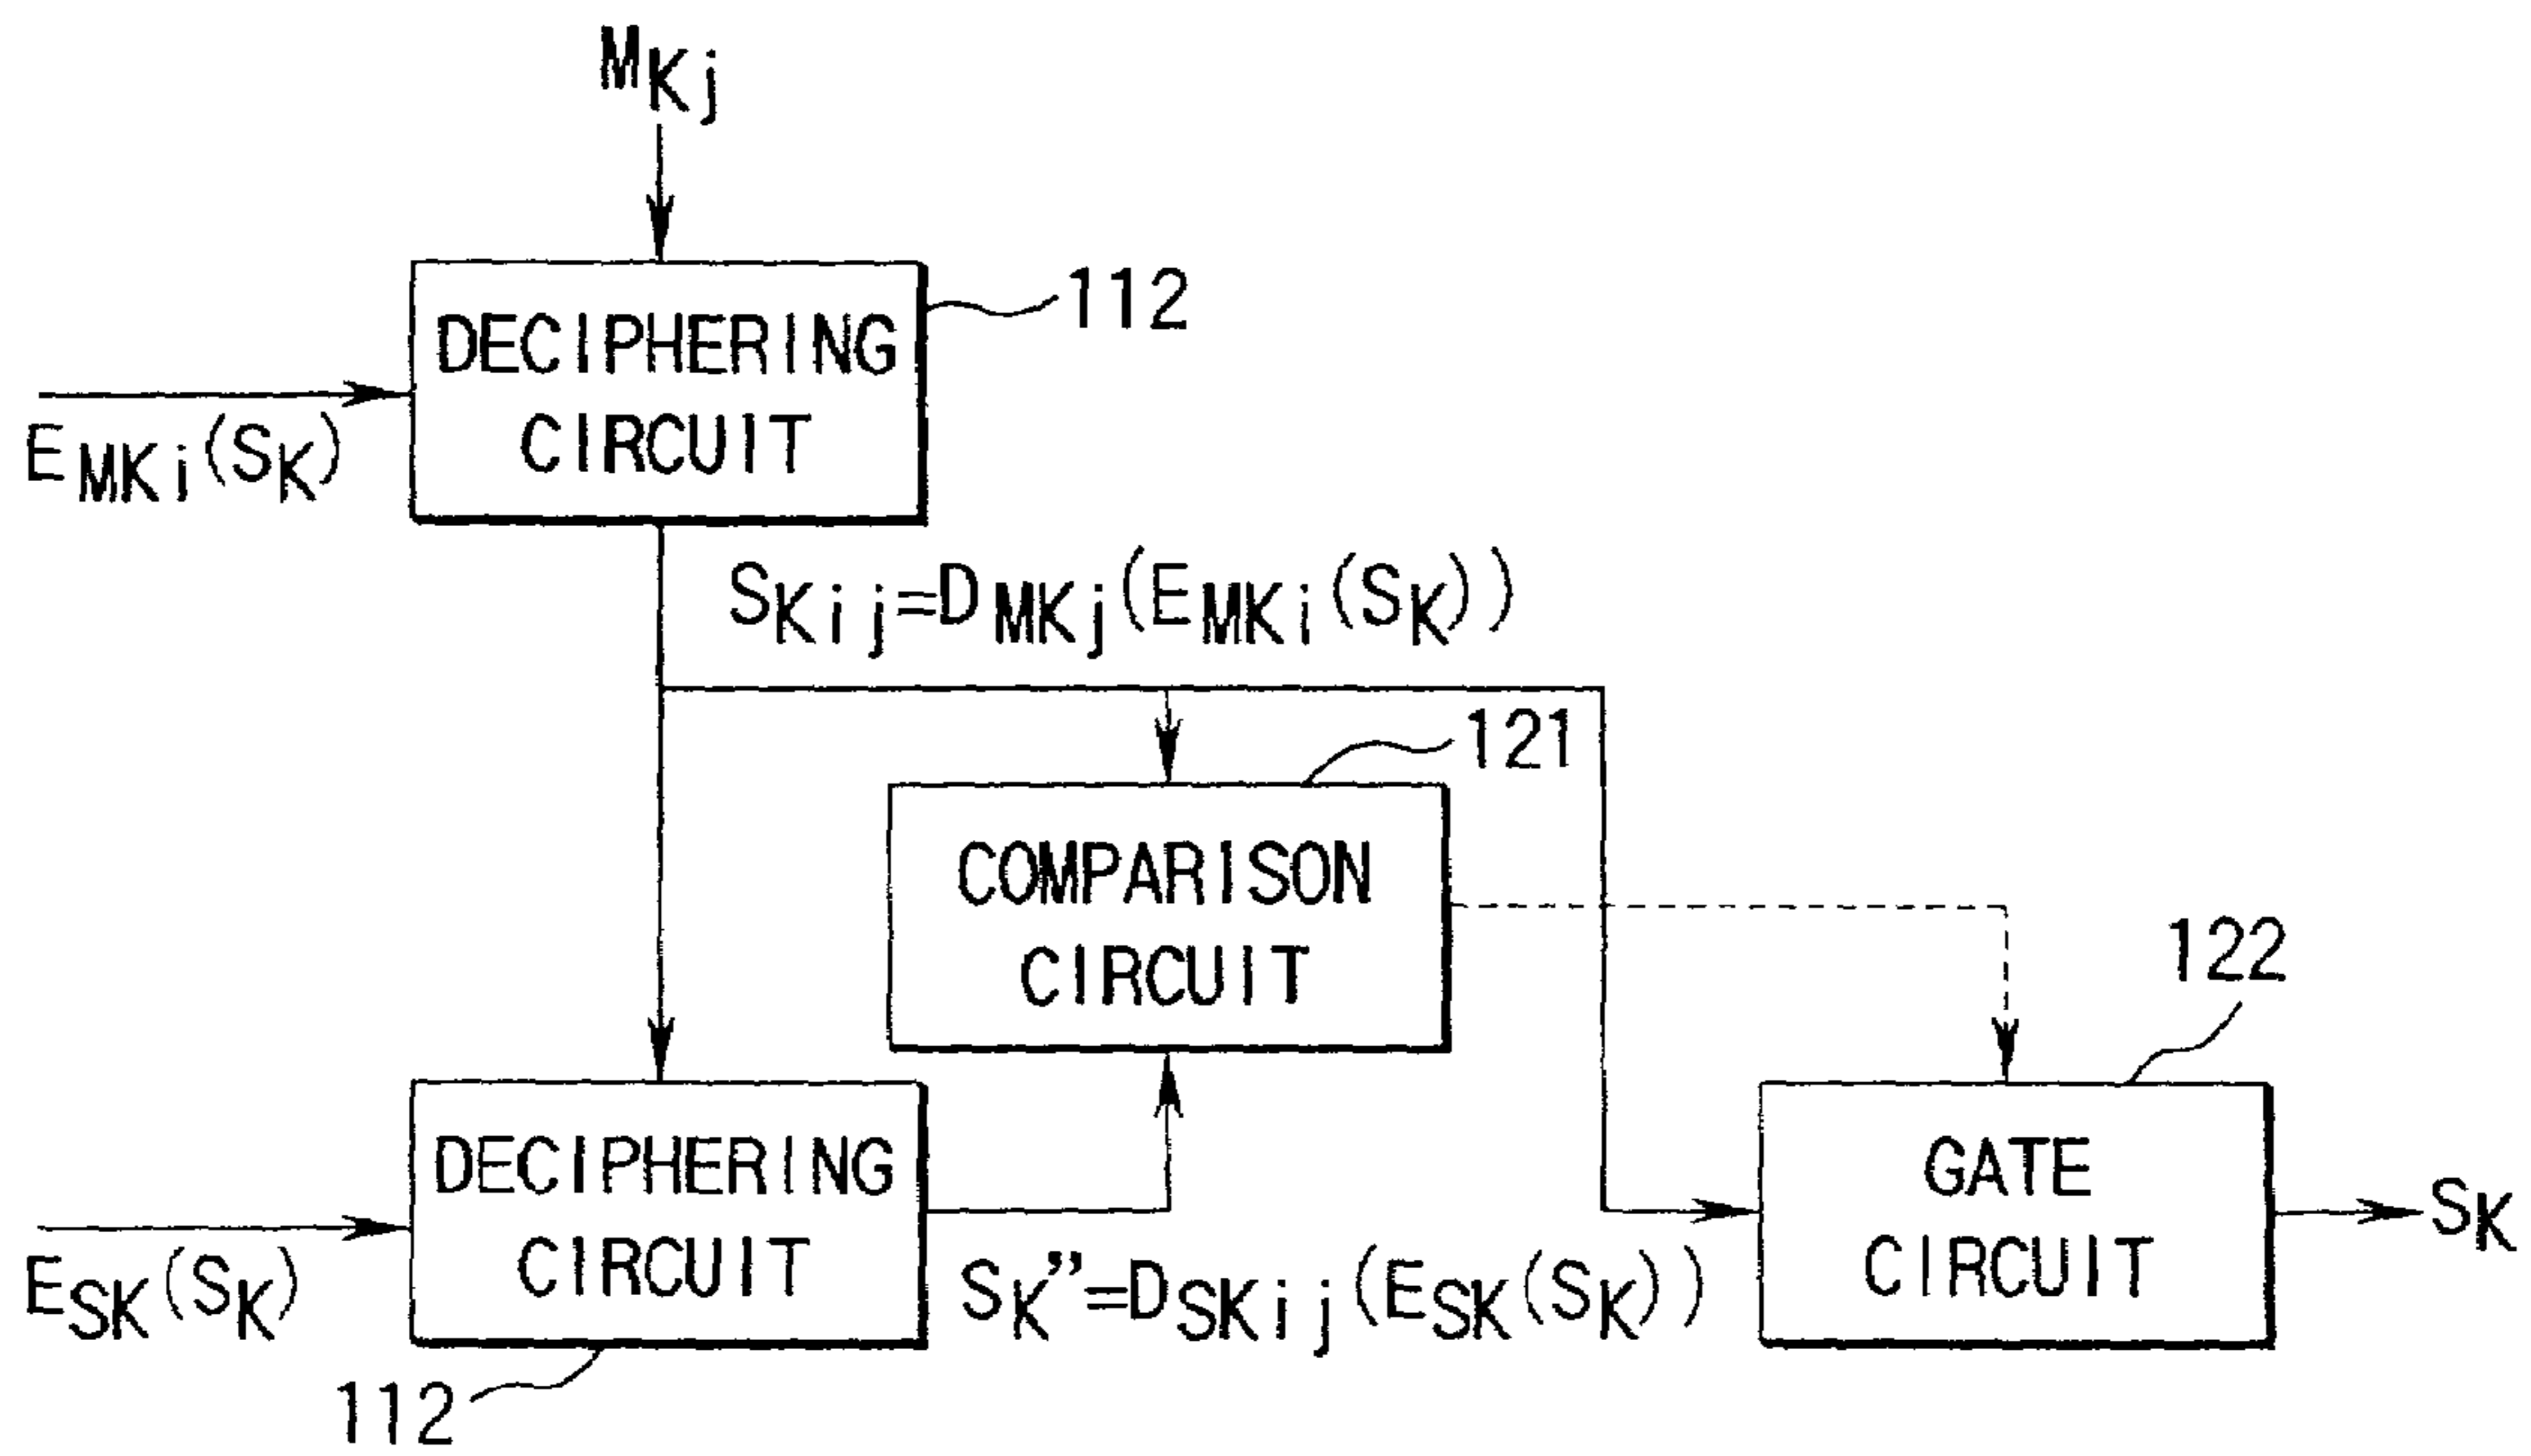 MKj
DECIPHERING
CIRCUIT
112
EMKi(SK)
SKij=DMKj(EMKi(SK))
121
COMPARISON
CIRCUIT
122
DECIPHERING
CIRCUIT
GATE
CIRCUIT
SK
ESK(SK)
SK”=DSKij(ESK(SK))
112